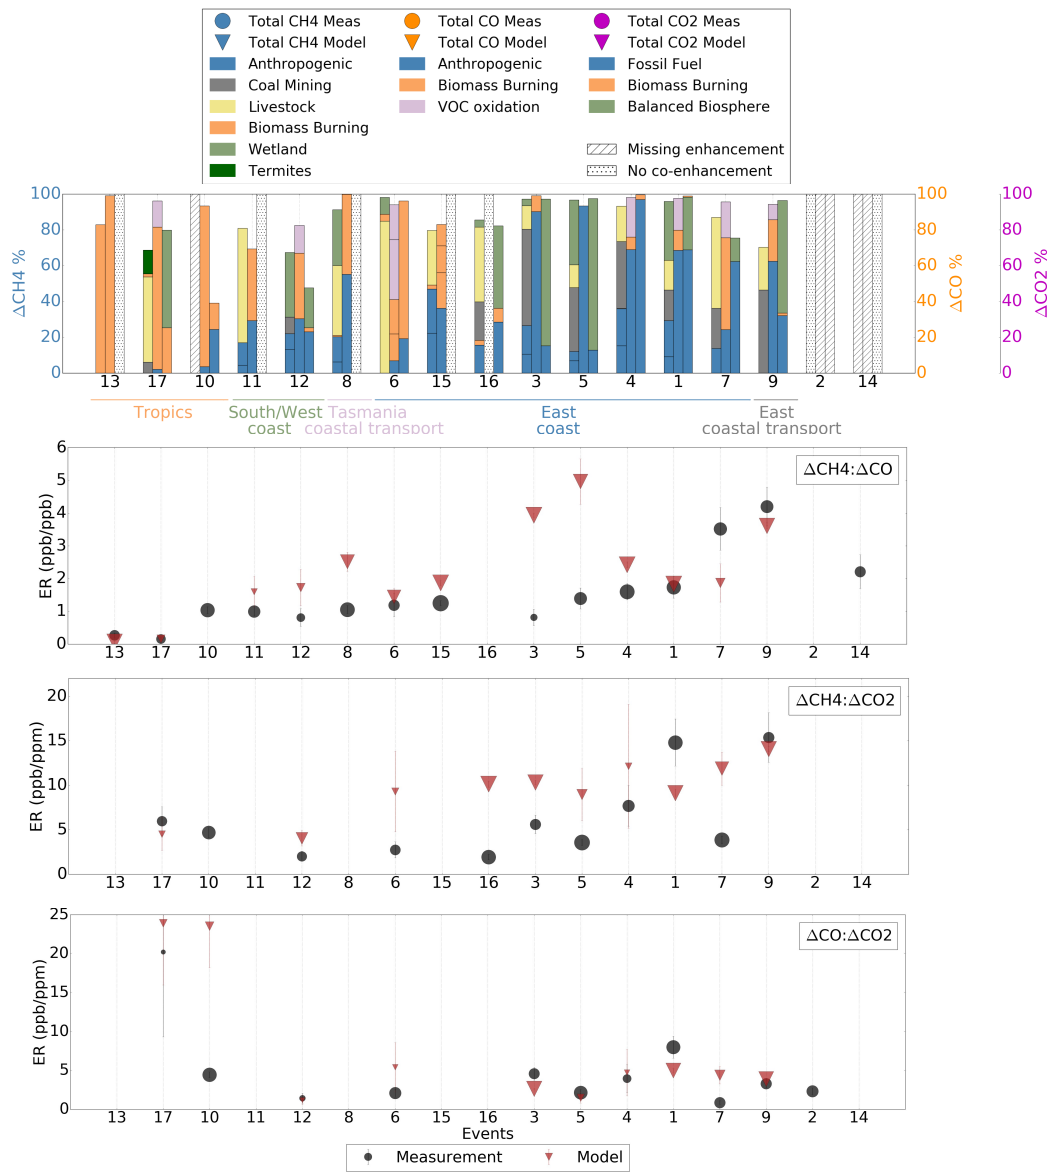 Total CH4 Meas Total CO Meas Total CO2 Meas
Total CH4 Model Total CO Model Total CO2 Model
Anthropogenic Anthropogenic Fossil Fuel
Coal Mining Biomass Burning Biomass Burning
Livestock VOC oxidation Balanced Biosphere
Biomass Burning
Wetland Missing enhancement
Termites No co-enhancement
100 100 100
80 80 80
60 60 60
40 40 40
20 20 20
0 0 0
ΔCH4 %
ΔCO %
ΔCO2 %
13 17 10 11 12 8 6 15 16 3 5 4 1 7 9 2 14
Tropics South/West Tasmania East East
coast coastal transport coast coastal transport
ΔCH4:ΔCO
ER (ppb/ppb)
6
5
4
3
2
1
0
13 17 10 11 12 8 6 15 16 3 5 4 1 7 9 2 14
ΔCH4:ΔCO2
ER (ppb/ppm)
20
15
10
5
0
13 17 10 11 12 8 6 16 3 5 4 1 7 9 2 14
ΔCO:ΔCO2
ER (ppb/ppm)
25
20
15
10
5
0
13 17 10 11 12 8 6 16 3 5 4 1 7 9 2 14
Events
Measurement Model